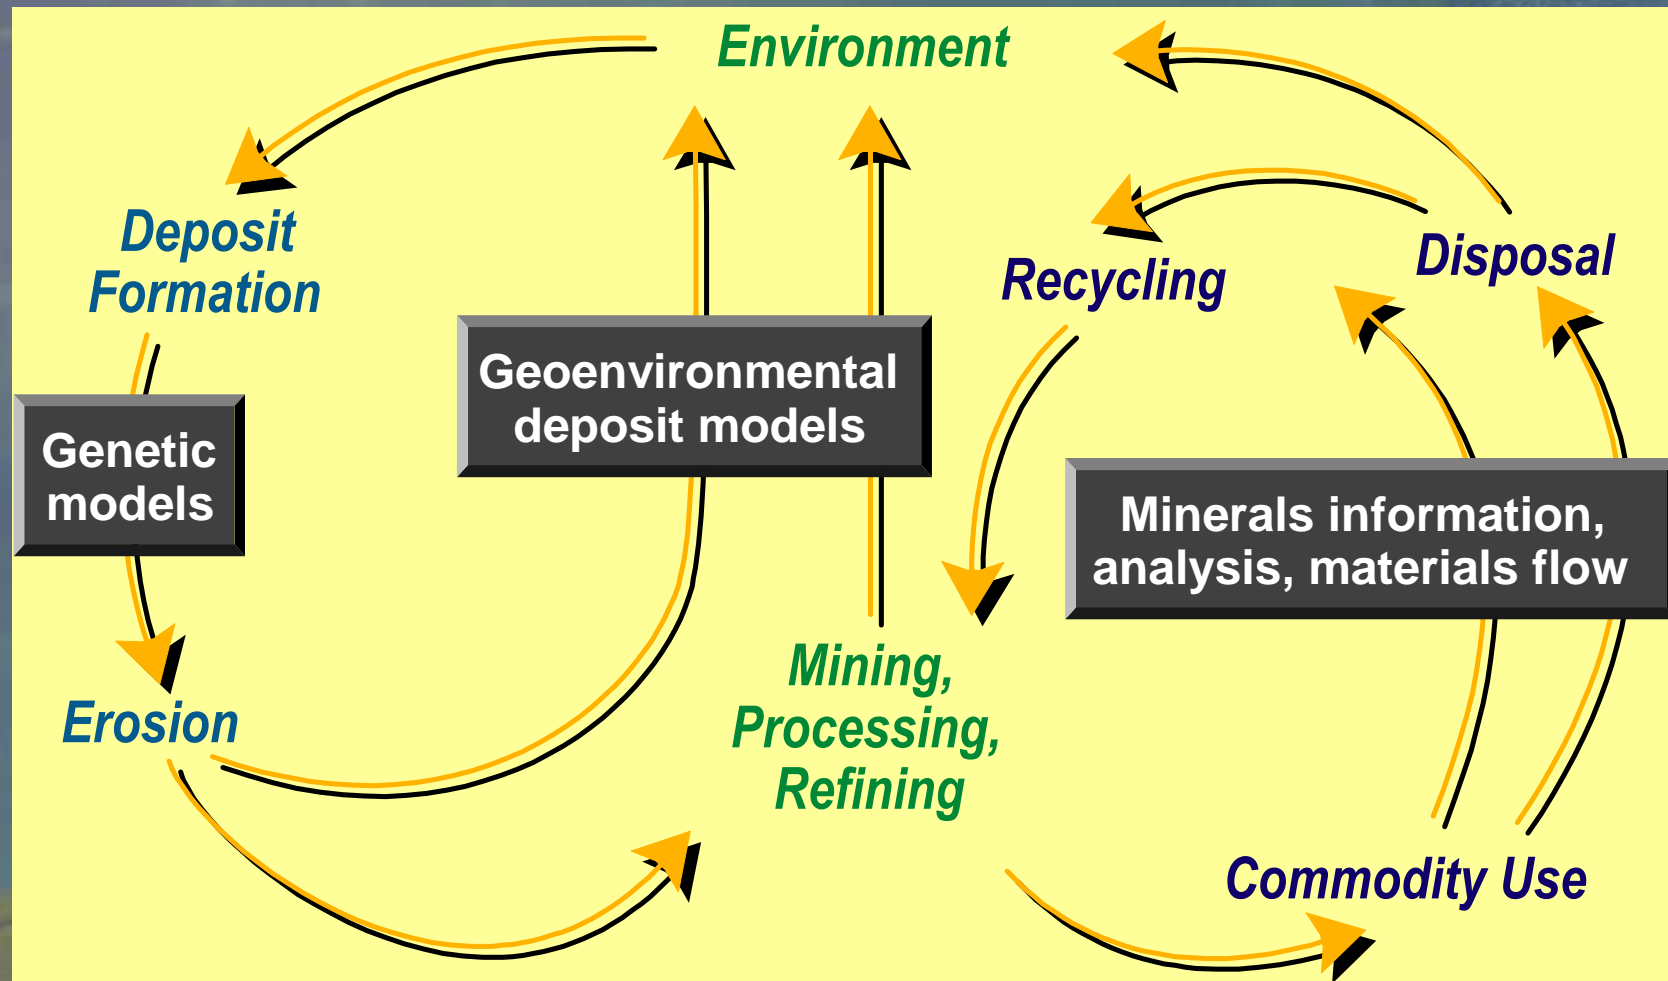 Environment
Deposit
Formation
Recycling
Disposal
Geoenvironmental
deposit models
Genetic
models
Minerals information,
analysis, materials flow
Erosion
Mining,
Processing,
Refining
Commodity Use